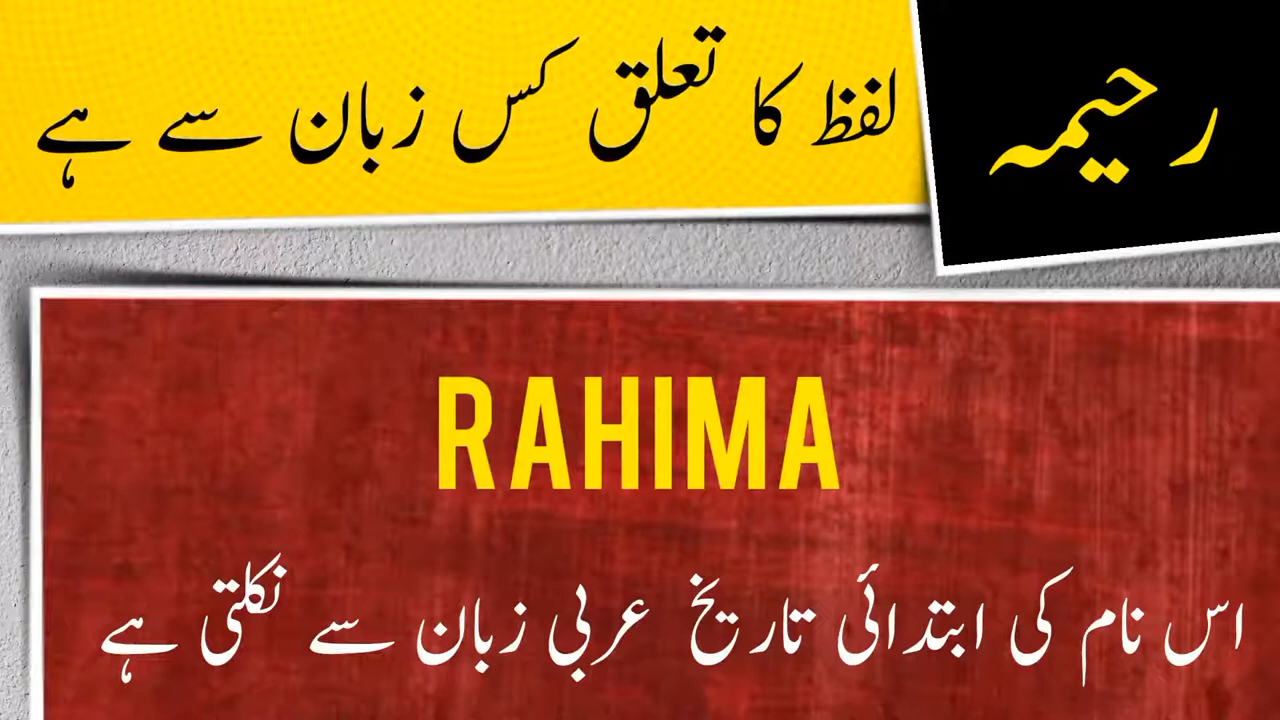 رحیمہ
لفظ کا تعلق کس زبان سے ہے
RAHIMA
اس نام کی ابتدائی تاریخ عربی زبان سے نکلتی ہے